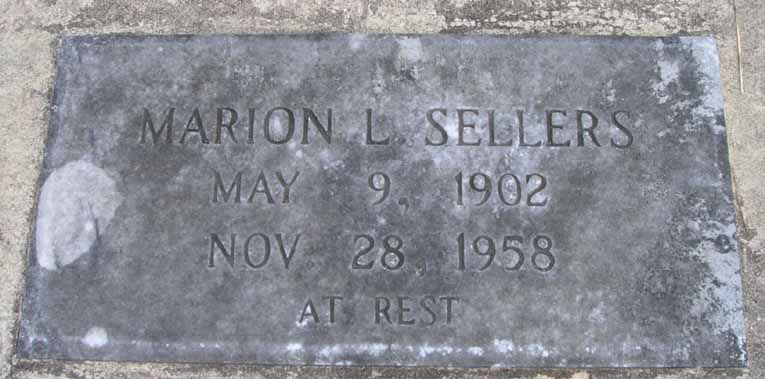 MARION L. SELLERS
MAY 9, 1902
NOV. 28, 1958
AT REST